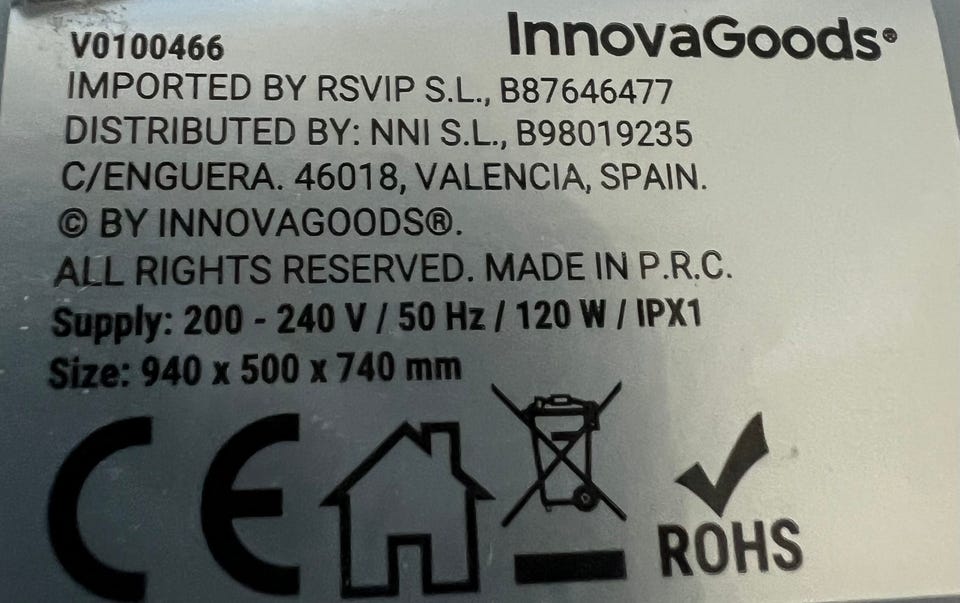 InnovaGoods®
V0100466
IMPORTED BY RSVIP S.L., B87646477
DISTRIBUTED BY: NNI S.L., B98019235
C/ENGUERA. 46018, VALENCIA, SPAIN.
© BY INNOVAGOODS®.
ALL RIGHTS RESERVED. MADE IN P.R.C.
Supply: 200 - 240 V / 50 Hz / 120 W / IPX1
Size: 940 x 500 x 740 mm
CE
ROHS